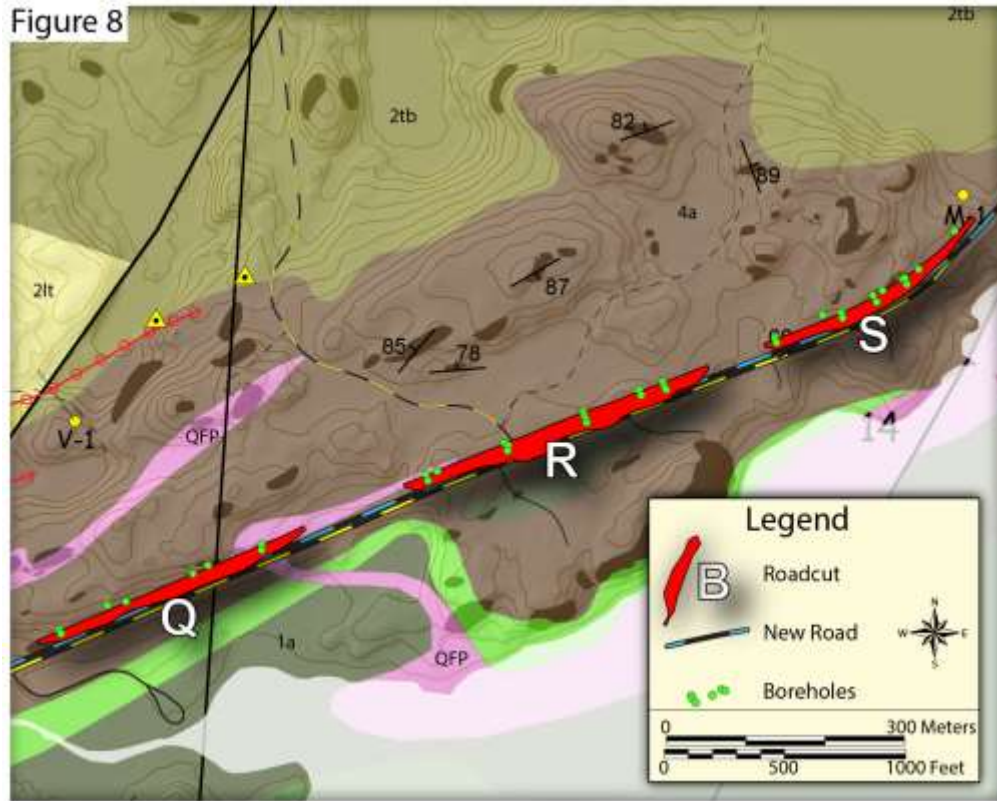 Figure 8
2tb
2tb
82
89
4a
M-1
2lt
87
85
78
S
V-1
QFP
14
R
Q
1a
QFP
Legend
B
Roadcut
New Road
N
W
E
S
Boreholes
0
300 Meters
0
500
1000 Feet